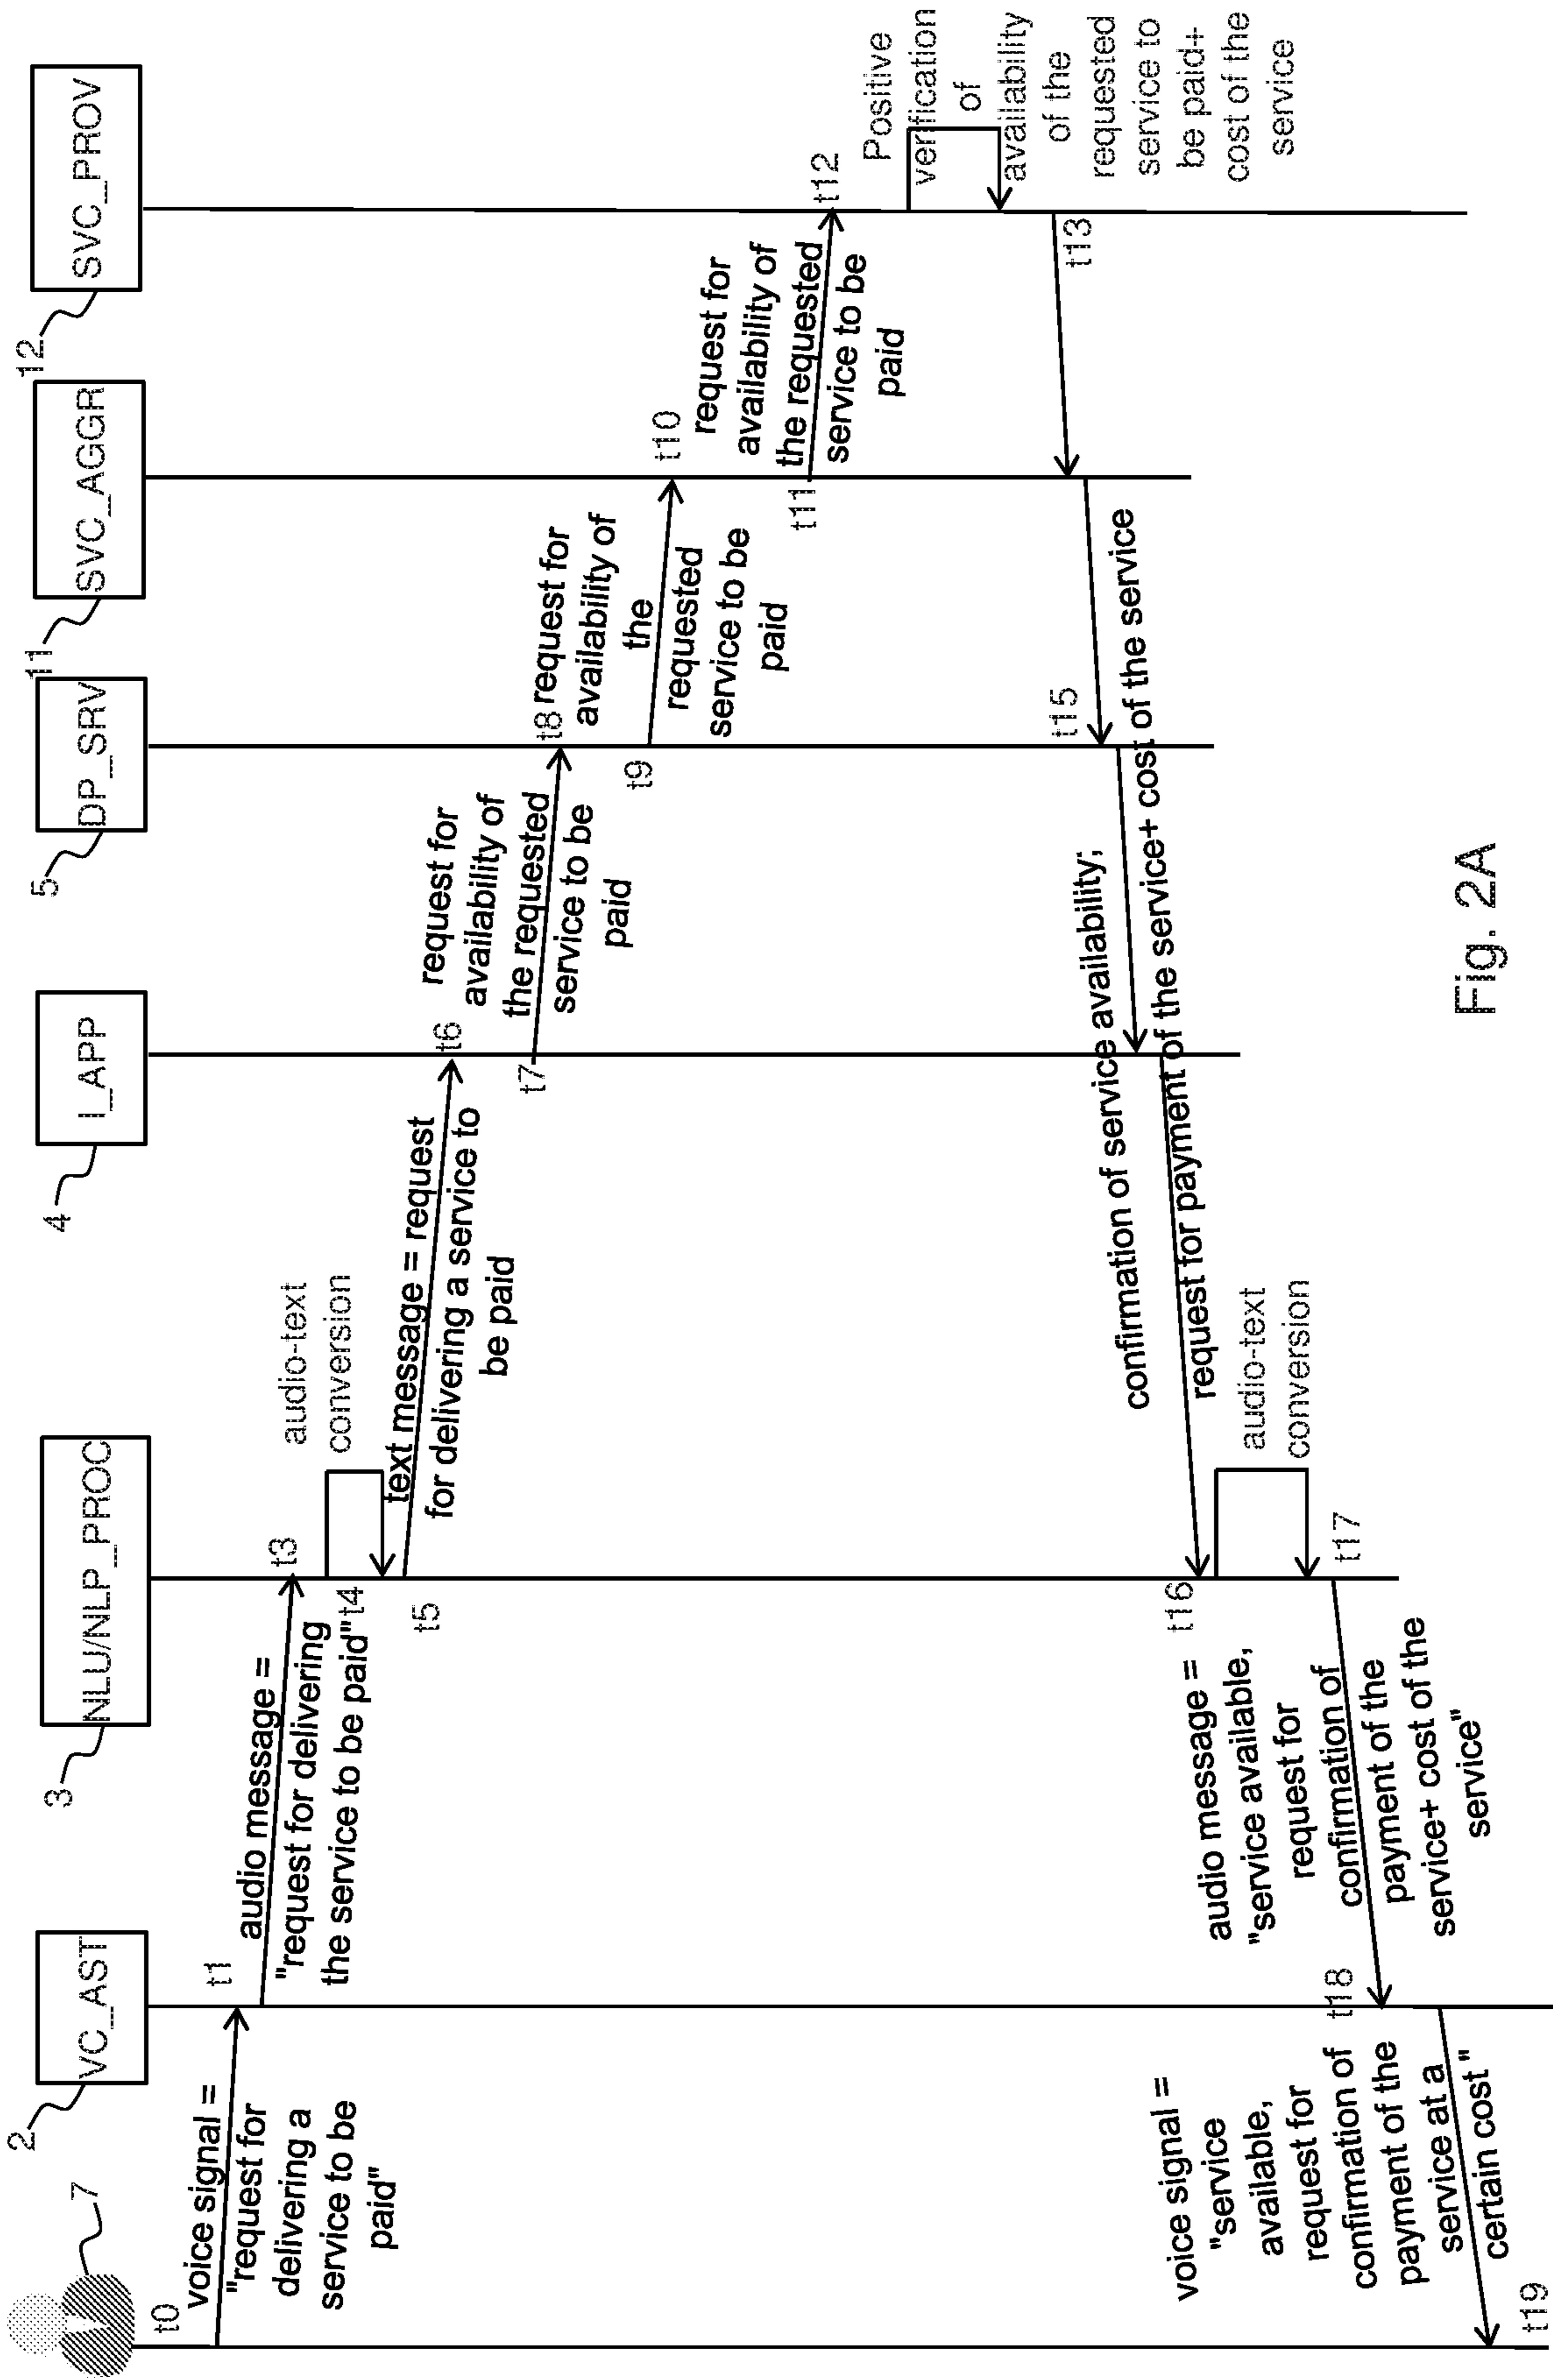 7
2
VC_AST
3
NLU/NLP_PROC
4
I_APP
5
DP_SRV
11
SVC_AGGR
12
SVC_PROV
t0
voice signal =
"request for
delivering a
service to be
paid"
t1
audio message =
"request for delivering
the service to be paid"
t3
audio-text
conversion
t4
t5
text message = request
for delivering a service to
be paid
t6
t7
request for
availability of
the requested
service to be
paid
t8
request for
availability of
the
requested
service to be
paid
t9
t10
request for
availability of
the requested
service to be
paid
t11
t12
Positive
verification
of
availability
of the
requested
service to
be paid+
cost of the
service
t13
t15
confirmation of service availability;
request for payment of the service+ cost of the service
t16
audio-text
conversion
t17
audio message =
"service available,
request for
confirmation of
payment of the
service+ cost of the
service"
t18
voice signal =
"service
available,
request for
confirmation of
payment of the
service at a
certain cost "
t19
Fig. 2A